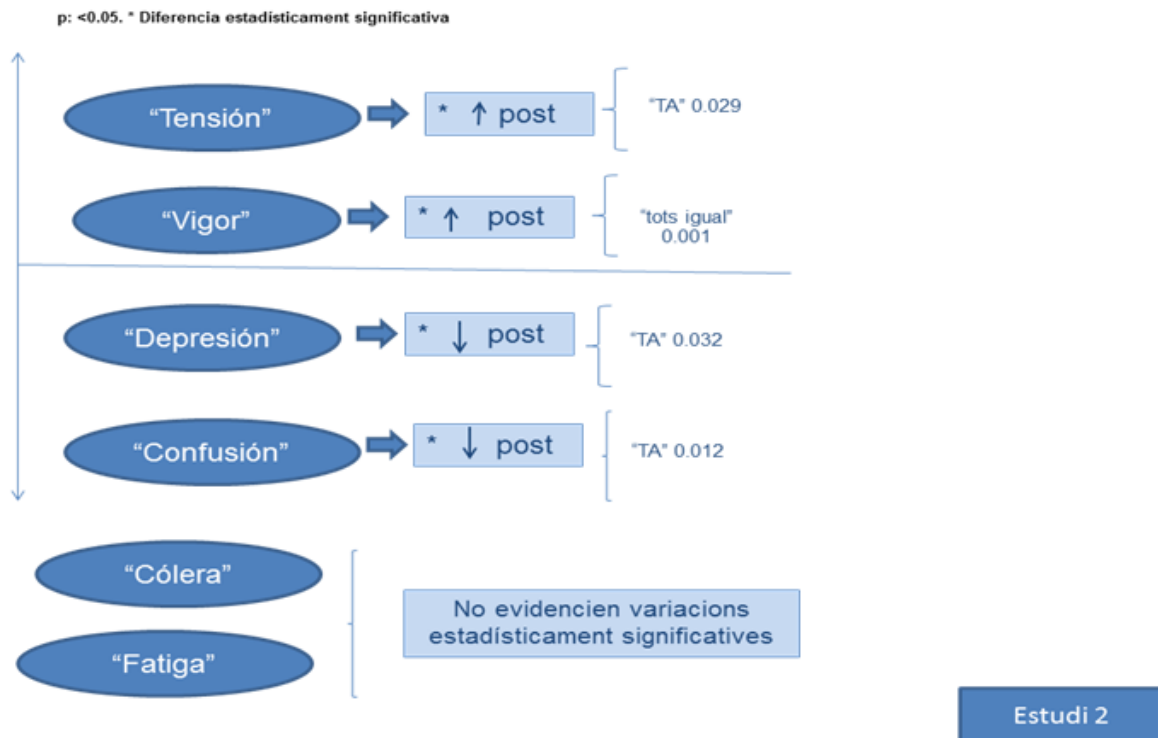 p: <0.05. * Diferencia estadísticament significativa
“Tensión”
* ↑ post
“TA” 0.029
“Vigor”
* ↑ post
“tots igual”
0.001
“Depresión”
* ↓ post
“TA” 0.032
“Confusión”
* ↓ post
“TA” 0.012
“Cólera”
“Fatiga”
No evidencien variacions
estadísticament significatives
Estudi 2